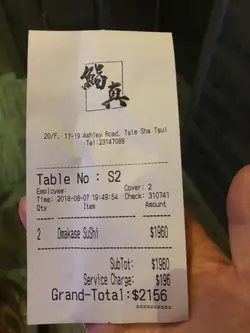 鮨
真
20/F, 17-19 Ashley Road, Tsim Sha Tsui
Tel:23147088
Table No : S2
Employee: Cover: 2
Time: 2018-08-07 19:49:54 Check: 310741
Qty Item Amount
2 Omakase SuShi $1960
SubTot: $1960
Service Charge: $196
Grand-Total:$2156